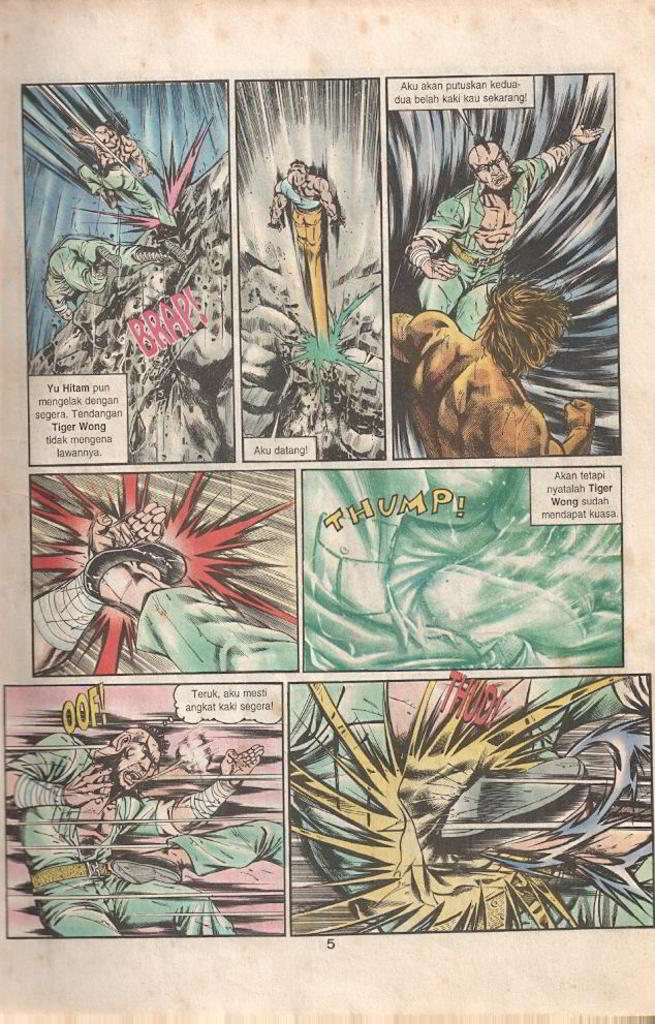 BRAP!
Yu Hitam pun
mengelak dengan
segera. Tendangan
Tiger Wong
tidak mengena
lawannya.
Aku datang!
Aku akan putuskan kedua-
dua belah kaki kau sekarang!
THUMP!
Akan tetapi
nyatalah Tiger
Wong sudah
mendapat kuasa.
OOF!
Teruk, aku mesti
angkat kaki segera!
THUD!
5